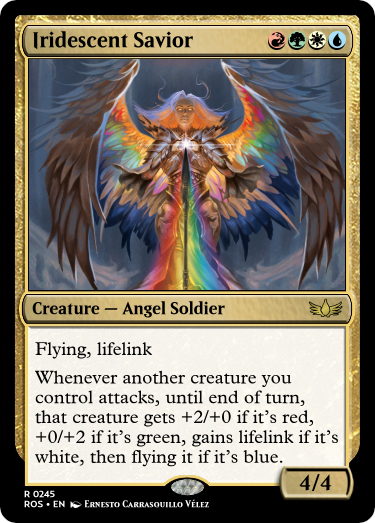 Iridescent Savior
Creature — Angel Soldier
Flying, lifelink
Whenever another creature you
control attacks, until end of turn,
that creature gets +2/+0 if it's red,
+0/+2 if it's green, gains lifelink if it's
white, then flying it if it's blue.
4/4
R 0245
ROS • EN Ernesto Carrasouillo Vélez